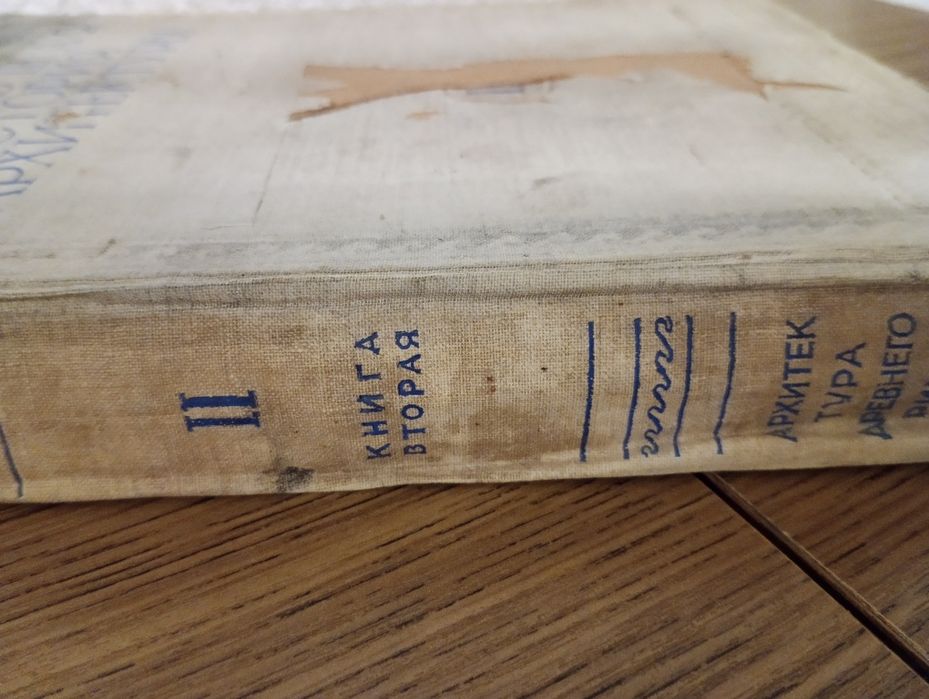 II
КНИГА
ВТОРАЯ
АРХИТЕК
ТУРА
ДРЕВНЕГО